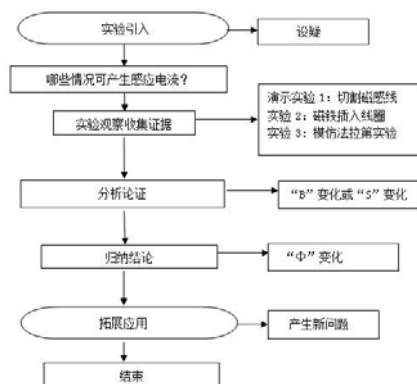 实验引入
设疑
哪些情况可产生感应电流？
实验观察收集证据
演示实验 1：切割磁感线
实验 2：磁铁插入线圈
实验 3：模仿法拉第实验
分析论证
“B”变化或“S”变化
归纳结论
“Φ”变化
拓展应用
产生新问题
结束